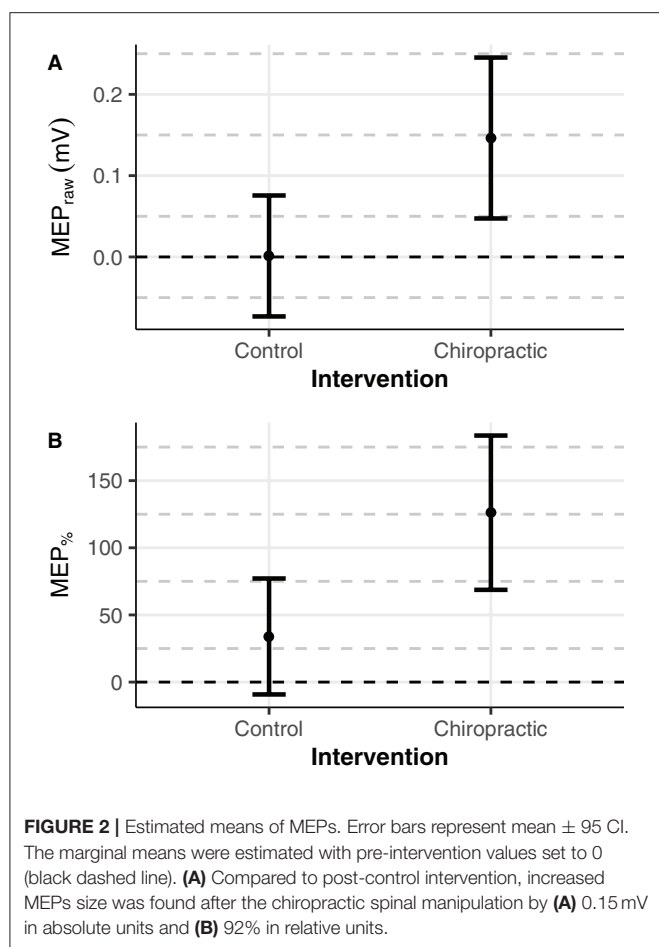 A
MEPraw (mV)
0.2
0.1
0.0
Control
Chiropractic
Intervention
B
MEP%
150
100
50
0
Control
Chiropractic
Intervention
FIGURE 2 | Estimated means of MEPs. Error bars represent mean ± 95 CI.
The marginal means were estimated with pre-intervention values set to 0
(black dashed line). (A) Compared to post-control intervention, increased
MEPs size was found after the chiropractic spinal manipulation by (A) 0.15 mV
in absolute units and (B) 92% in relative units.